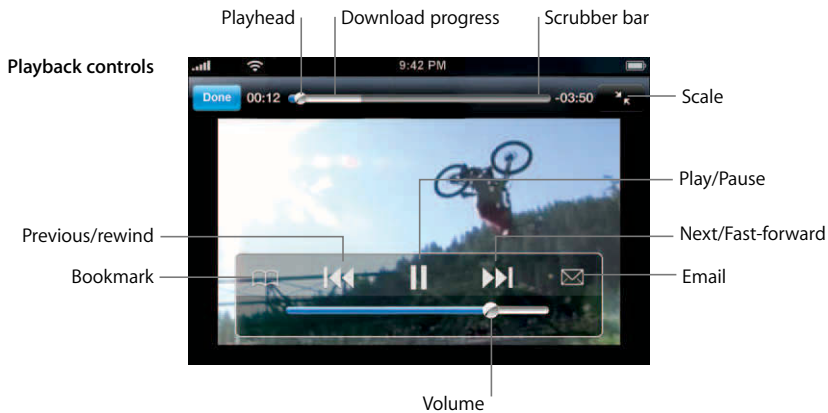 Playhead
Download progress
Scrubber bar
Playback controls
9:42 PM
Done
00:12
-03:50
Scale
Play/Pause
Previous/rewind
Next/Fast-forward
Bookmark
Email
Volume